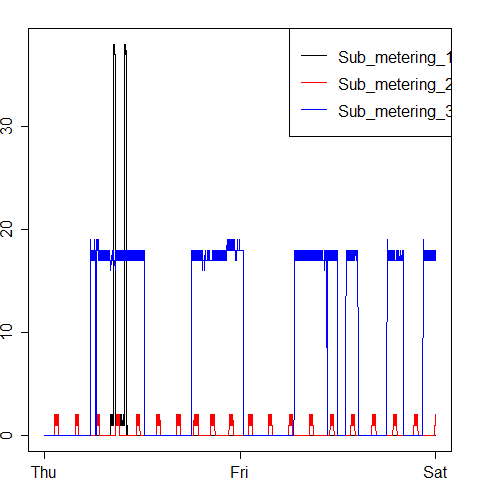 Sub_metering_1
Sub_metering_2
Sub_metering_3
30
20
10
0
Thu Fri Sat